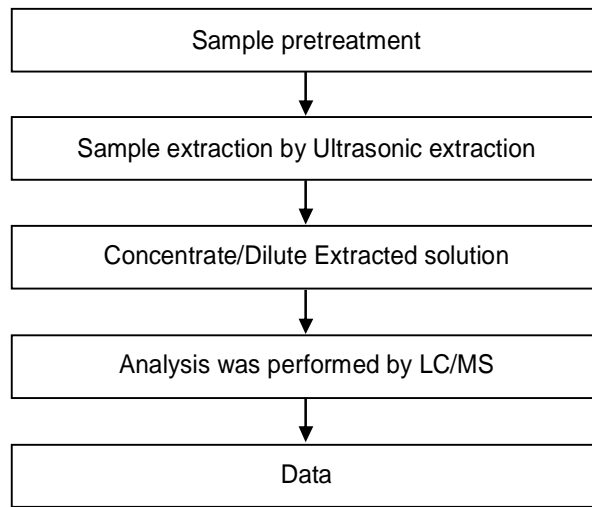 Sample pretreatment
Sample extraction by Ultrasonic extraction
Concentrate/Dilute Extracted solution
Analysis was performed by LC/MS
Data